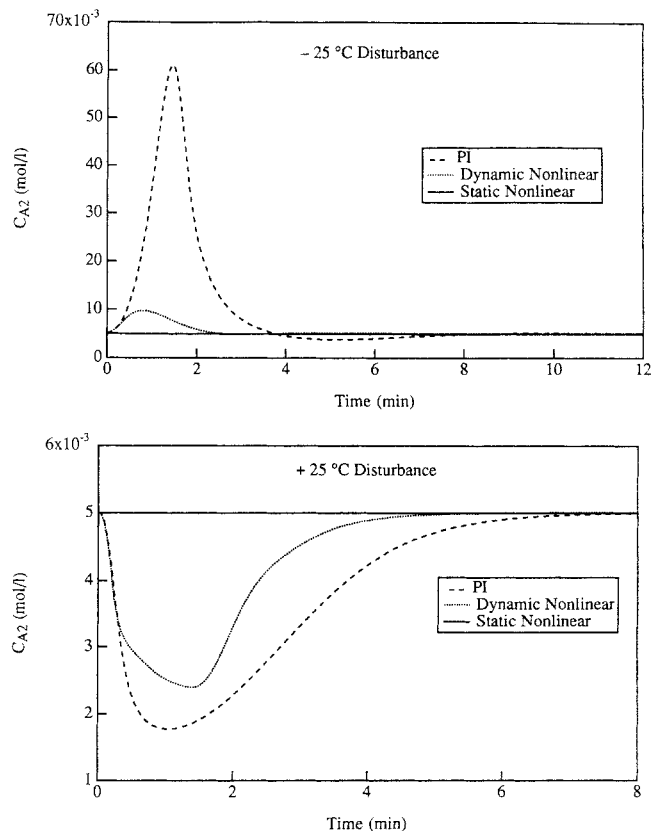 70x10⁻³
60
50
40
30
20
10
0
C_A2 (mol/l)
– 25 °C Disturbance
PI
Dynamic Nonlinear
Static Nonlinear
0 2 4 6 8 10 12
Time (min)
6x10⁻³
5
4
3
2
1
C_A2 (mol/l)
+ 25 °C Disturbance
PI
Dynamic Nonlinear
Static Nonlinear
0 2 4 6 8
Time (min)